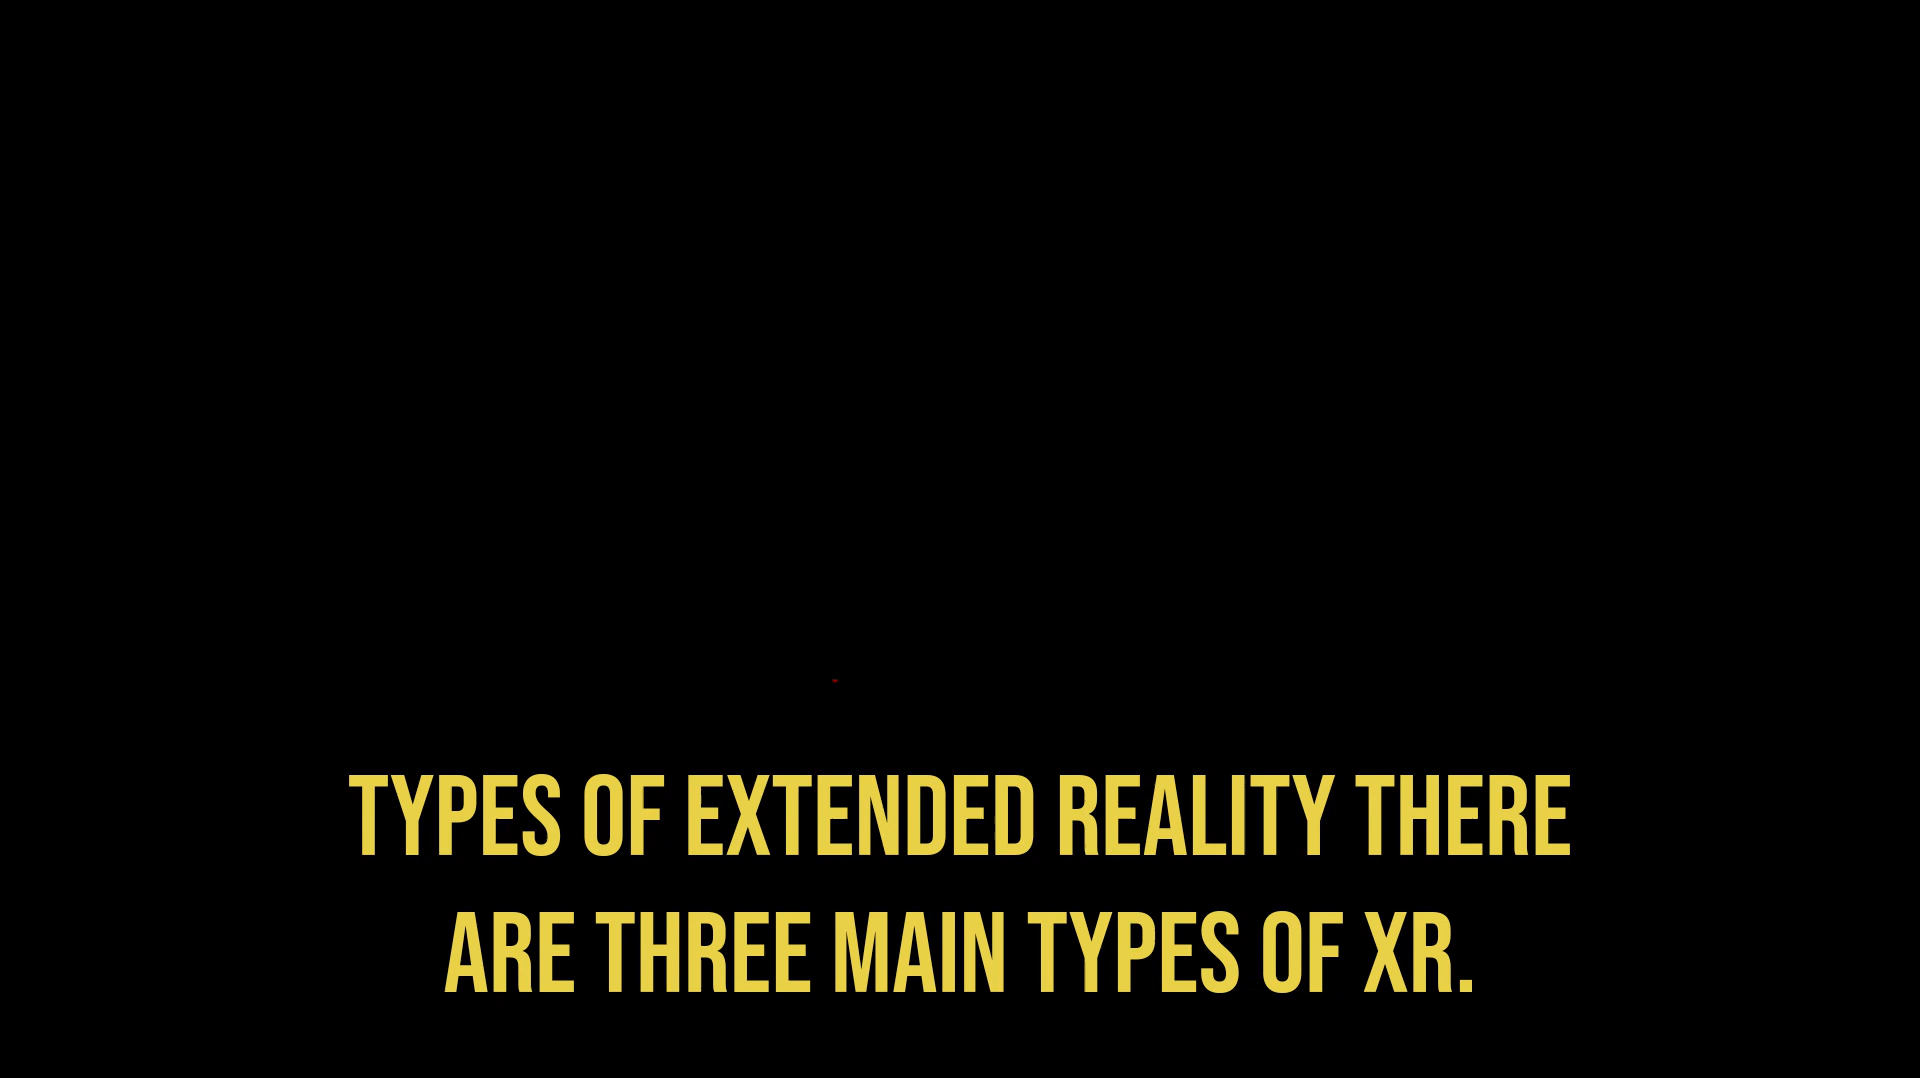 TYPES OF EXTENDED REALITY THERE
ARE THREE MAIN TYPES OF XR.